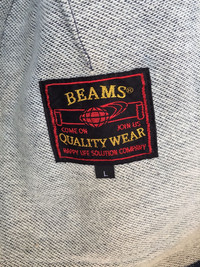 BEAMS®
COME ON JOIN US
QUALITY WEAR
HAPPY LIFE SOLUTION COMPANY
L